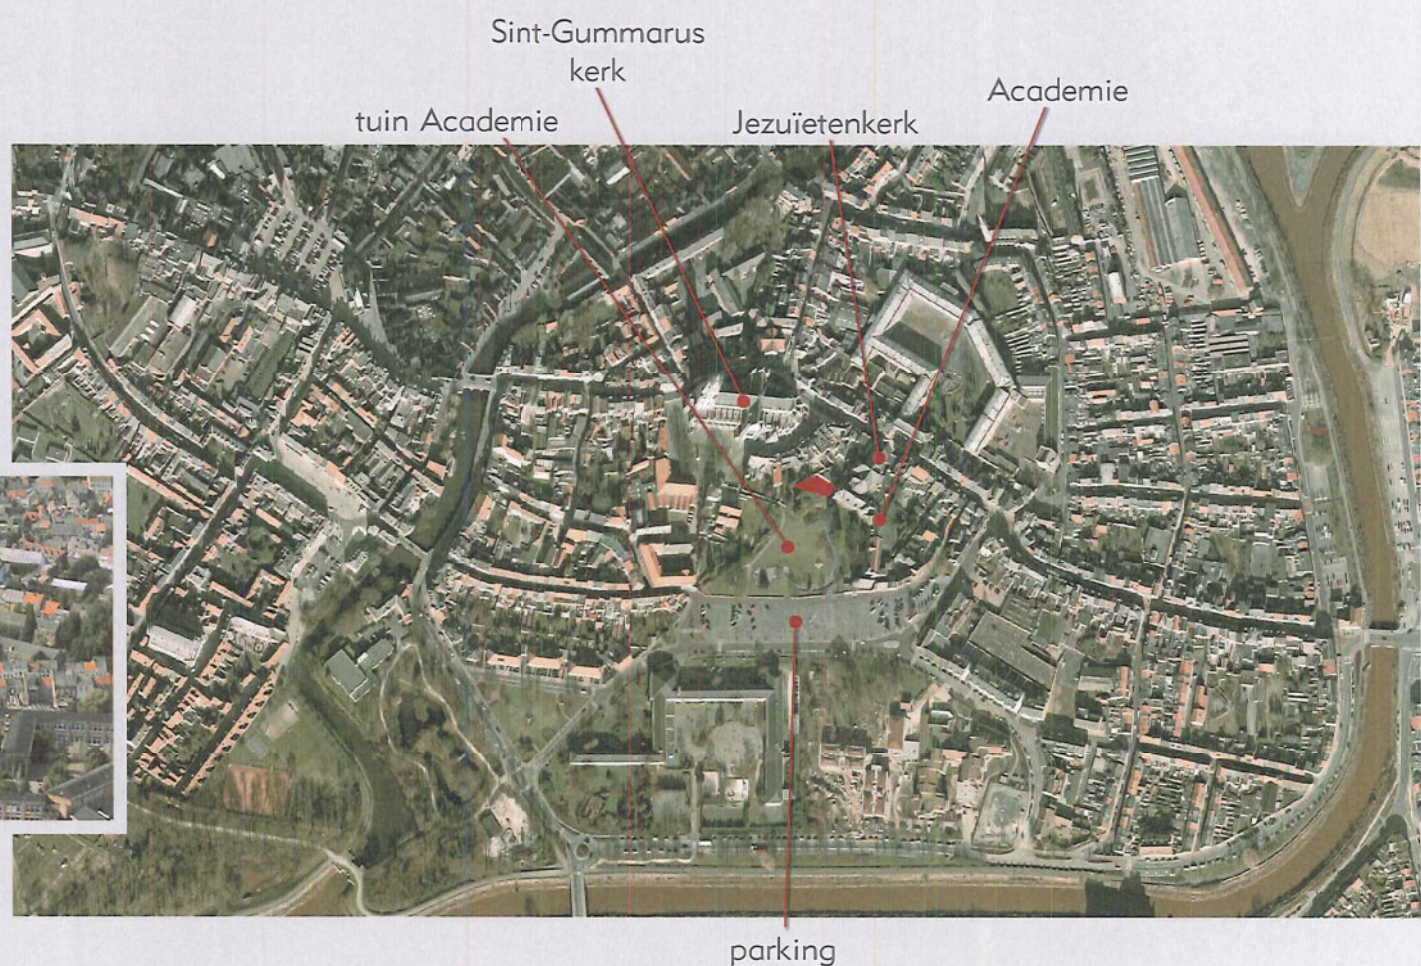 Sint-Gummarus
kerk
tuin Academie
Jezuïetenkerk
Academie
parking